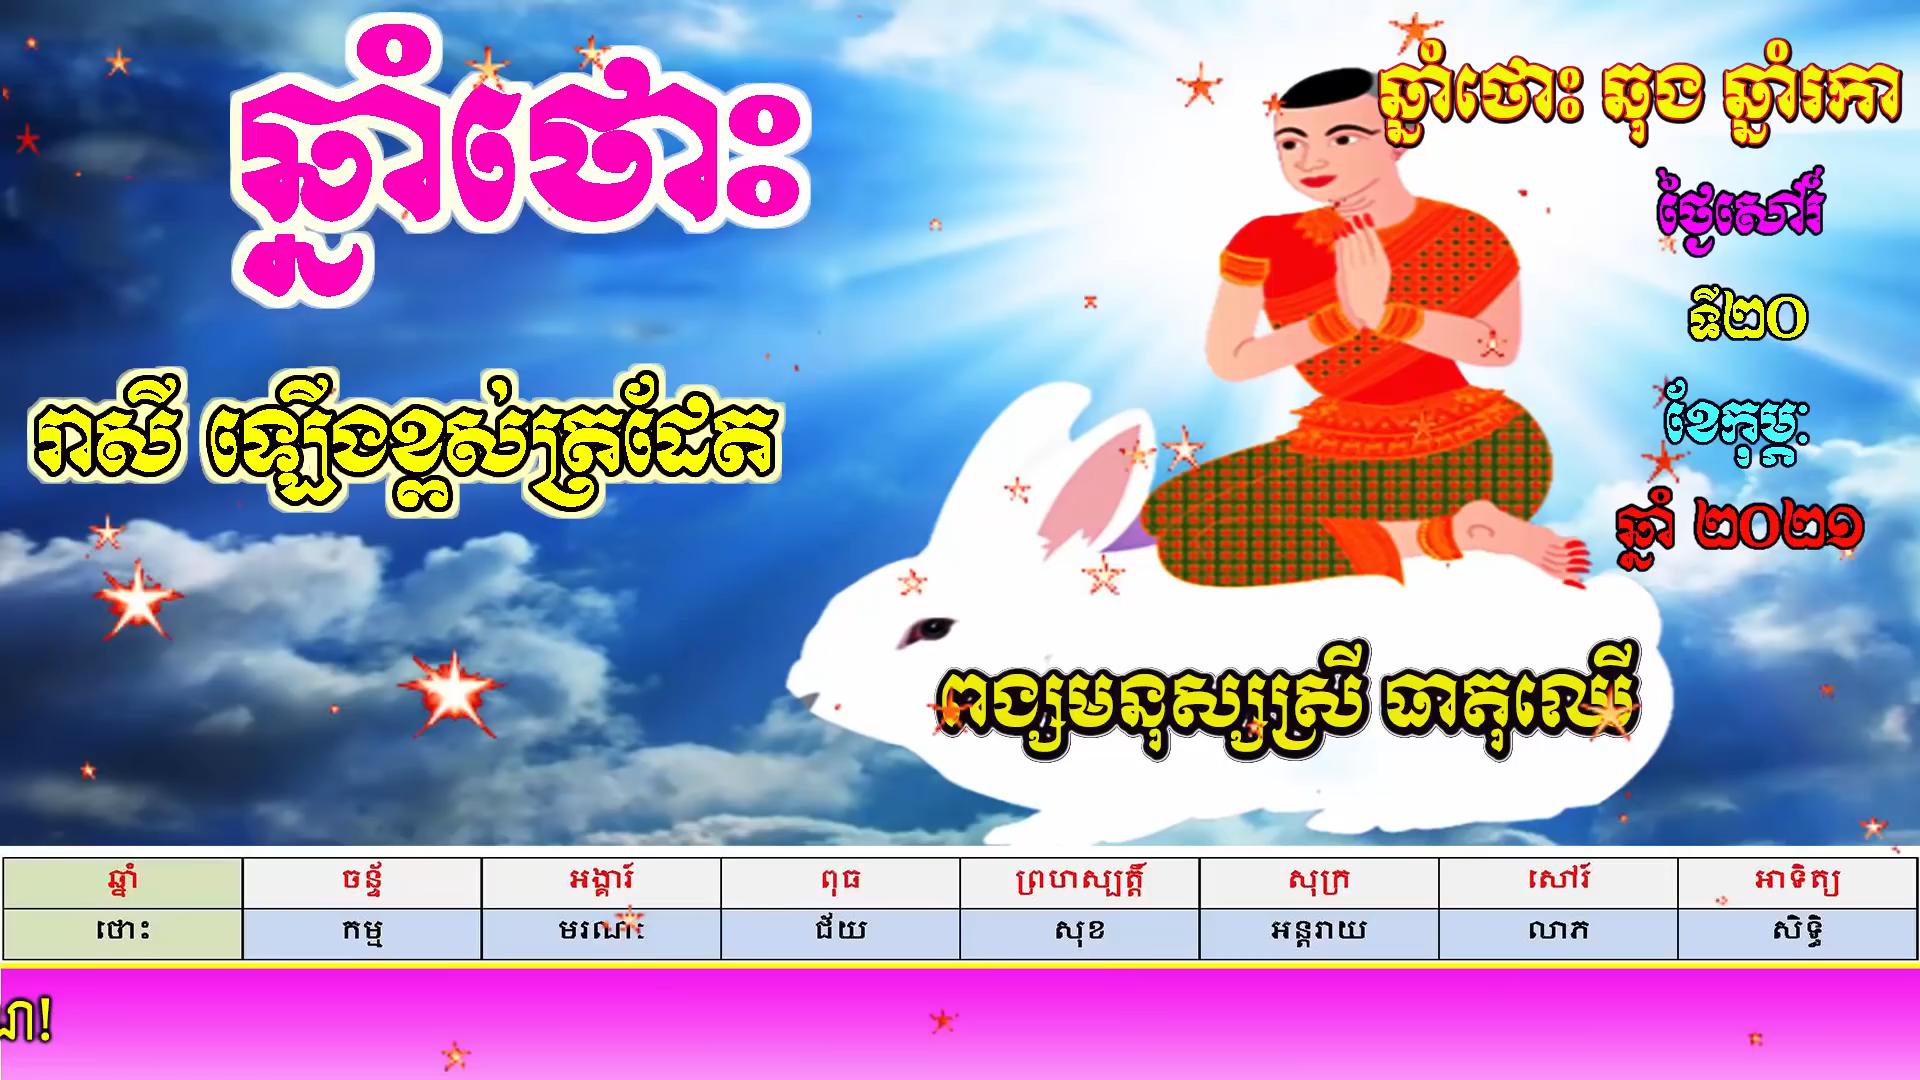 ឆ្នាំថោះ
រាសី ឡើងខ្ពស់ត្រដែត
ឆ្នាំថោះ ឆុង ឆ្នាំរកា
ថ្ងៃសៅរ៍
ទី២០
ខែកុម្ភៈ
ឆ្នាំ ២០២១
ពង្សមនុស្សស្រី ធាតុឈើ
ឆ្នាំ ចន្ទ័ អង្គារ៍ ពុធ ព្រហស្បត្តិ៍ សុក្រ សៅរ៍ អាទិត្យ
ថោះ កម្ម មរណៈ ជ័យ សុខ អន្តរាយ លាភ សិទ្ធិ